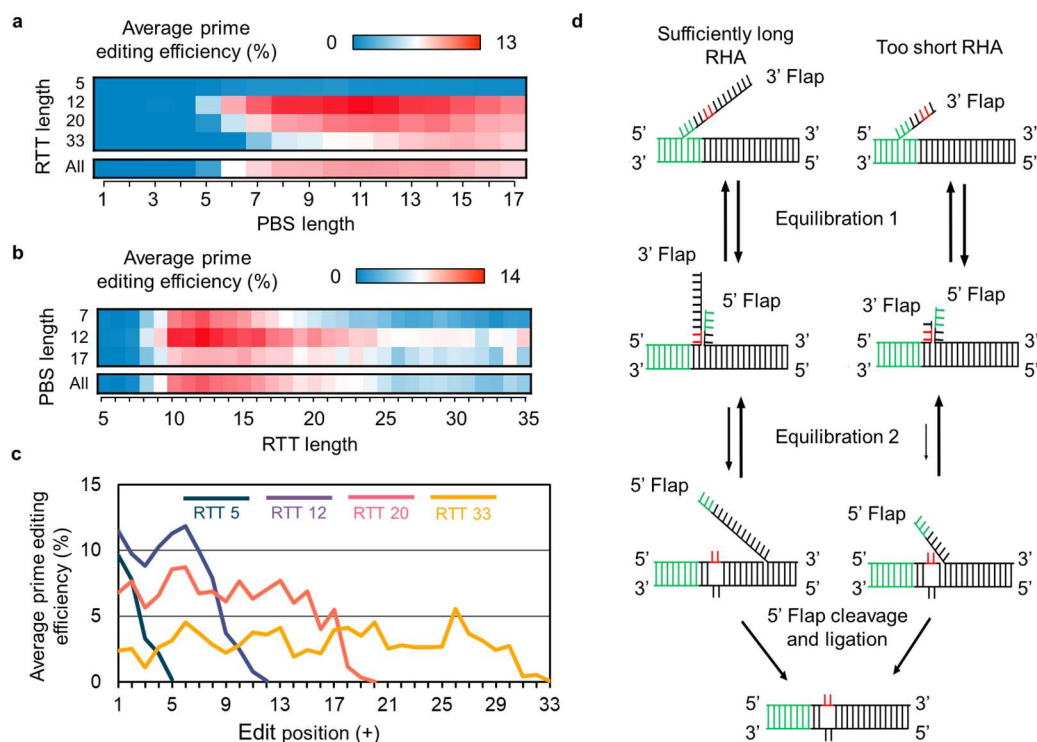 a
Average prime
editing efficiency (%)
0
13
RTT length
5
12
20
33
All
1 3 5 7 9 11 13 15 17
PBS length
b
Average prime
editing efficiency (%)
0
14
PBS length
7
12
17
All
5 10 15 20 25 30 35
RTT length
c
Average prime editing
efficiency (%)
15
10
5
0
RTT 5 RTT 12 RTT 20 RTT 33
1 5 9 13 17 21 25 29 33
Edit position (+)
d
Sufficiently long
RHA
Too short RHA
3' Flap
3' Flap
5' 3' 5' 3'
3' 5' 3' 5'
Equilibration 1
3' Flap
5' Flap
3' Flap
5' Flap
5' 3' 5' 3'
3' 5' 3' 5'
Equilibration 2
5' Flap
5' Flap
5' 3' 5' 3'
3' 5' 3' 5'
5' Flap cleavage
and ligation
5' 3'
3' 5'